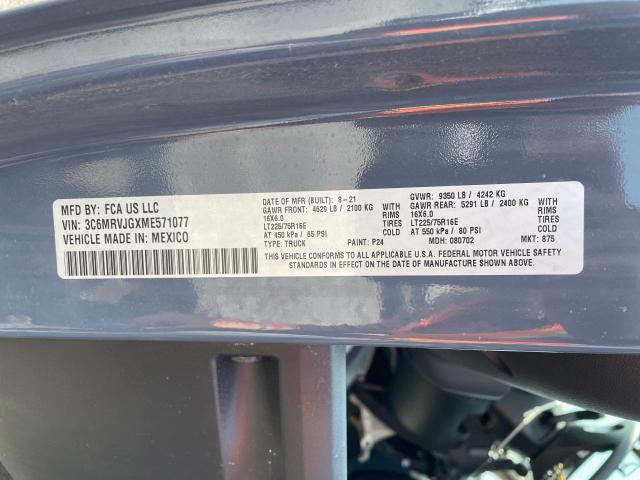 MFD BY: FCA US LLC
VIN: 3C6MRVJGXME571077
VEHICLE MADE IN: MEXICO
DATE OF MFR (BUILT): 8-21
GAWR FRONT: 4629 LB / 2100 KG
16X6.0 RIMS
LT225/75R16E TIRES
AT 450 kPa / 65 PSI
TYPE: TRUCK PAINT: P24
GVWR: 9350 LB / 4242 KG
GAWR REAR: 5291 LB / 2400 KG
16X6.0 RIMS
LT225/75R16E TIRES
AT 550 kPa / 80 PSI
MDH: 080702 MKT: 875
THIS VEHICLE CONFORMS TO ALL APPLICABLE U.S.A. FEDERAL MOTOR VEHICLE SAFETY STANDARDS IN EFFECT ON THE DATE OF MANUFACTURE SHOWN ABOVE.